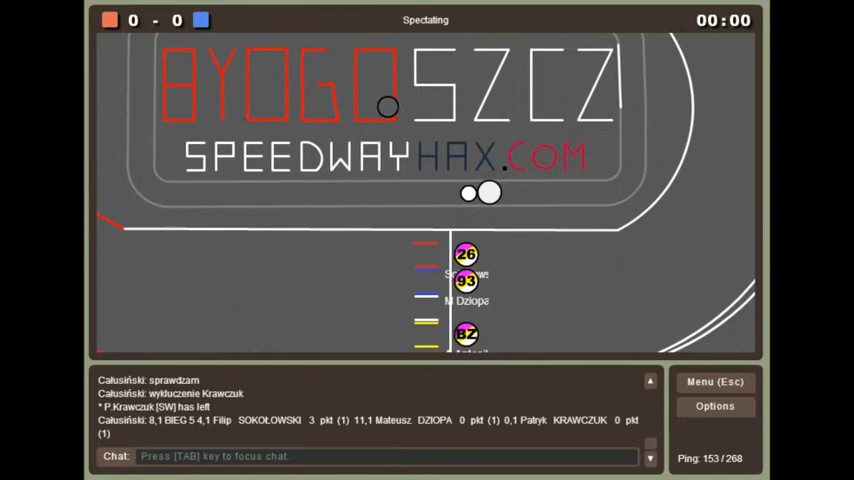 0 - 0
Spectating
00:00
BYDGOSZCZ
SPEEDWAYHAX.COM
26
93
M Dziopa
BZ
Całusiński: sprawdzam
Całusiński: wykluczenie Krawczuk
* P.Krawczuk [SW] has left
Całusiński: 8,1 BIEG 5 4,1 Filip SOKOŁOWSKI 3 pkt (1) 11,1 Mateusz DZIOPA 0 pkt (1) 0,1 Patryk KRAWCZUK 0 pkt
(1)
Chat: Press [TAB] key to focus chat.
Menu (Esc)
Options
Ping: 153 / 268